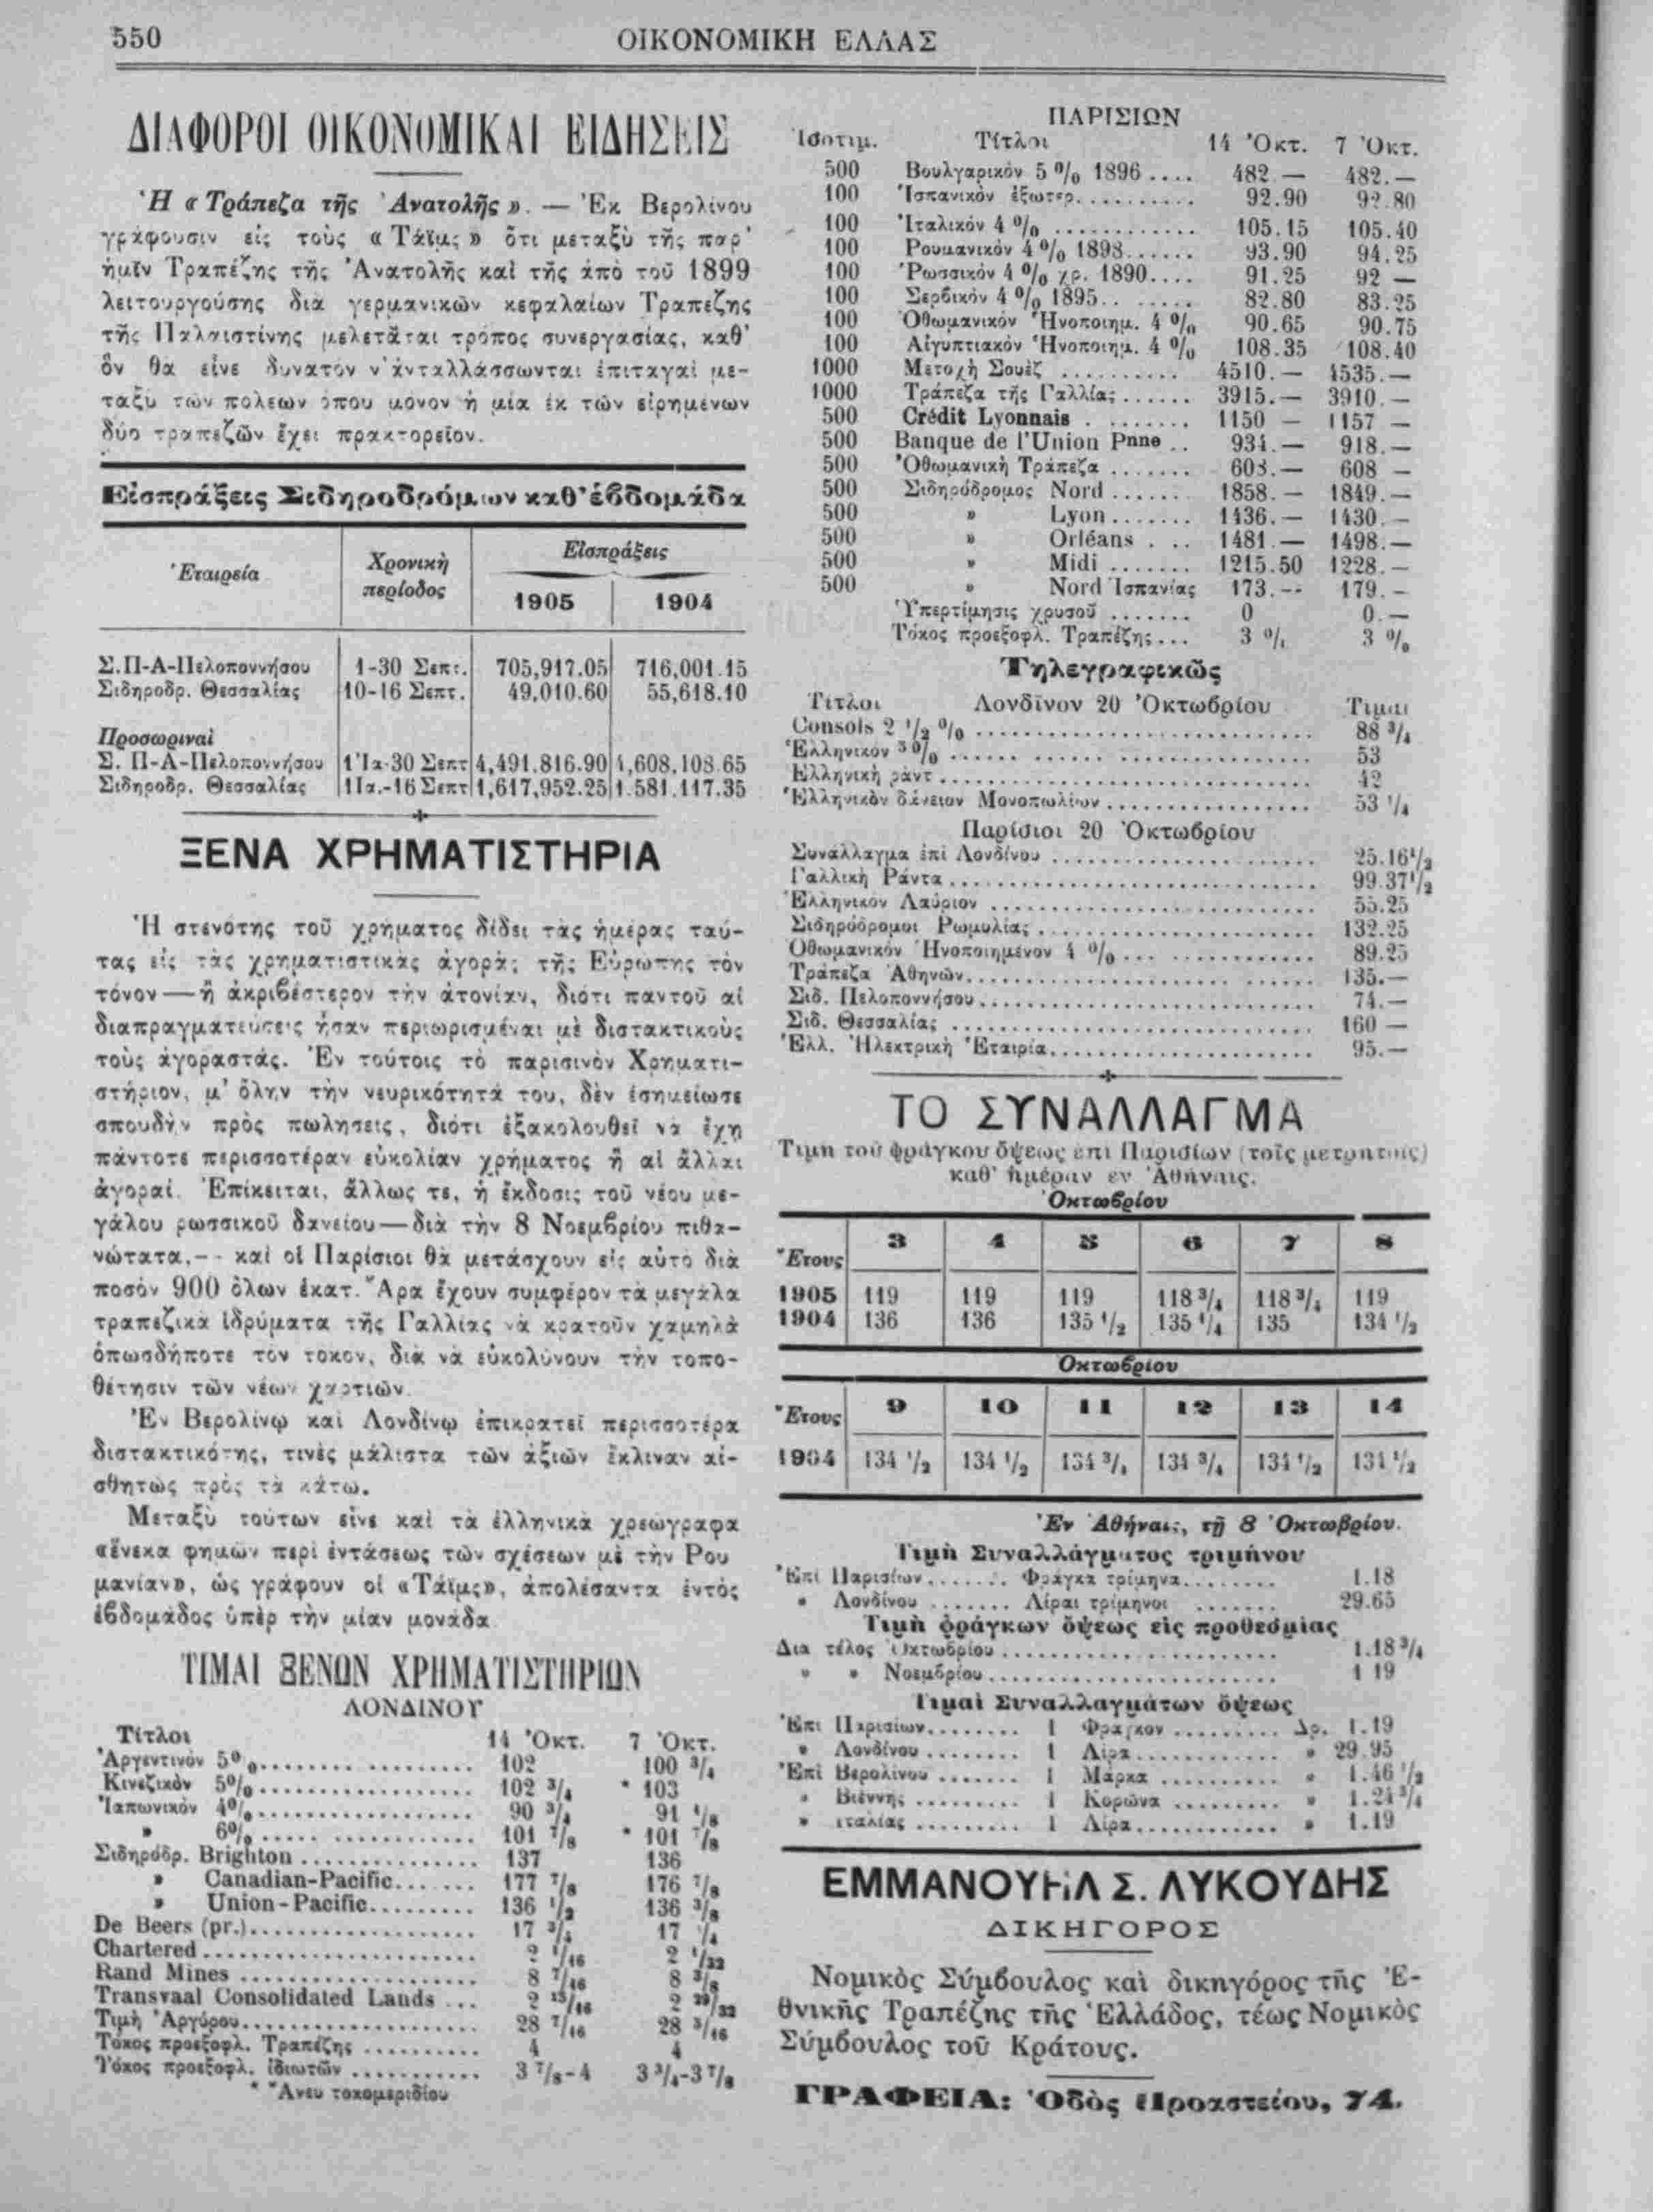 550
ΟΙΚΟΝΟΜΙΚΗ ΕΛΛΑΣ
ΔΙΑΦΟΡΟΙ ΟΙΚΟΝΟΜΙΚΑΙ ΕΙΔΗΣΕΙΣ
Ἡ « Τράπεζα τῆς Ἀνατολῆς ». — Ἐκ Βερολίνου
γράφουσιν εἰς τοὺς « Τάϊμς » ὅτι μεταξὺ τῆς παρ'
ἡμῖν Τραπέζης τῆς Ἀνατολῆς καὶ τῆς ἀπὸ τοῦ 1899
λειτουργούσης διὰ γερμανικῶν κεφαλαίων Τραπέζης
τῆς Παλαιστίνης μελετᾶται τρόπος συνεργασίας, καθ'
ὃν θὰ εἶνε δυνατὸν ν' ἀνταλλάσσωνται ἐπιταγαὶ με-
ταξὺ τῶν πόλεων ὅπου μόνον ἡ μία ἐκ τῶν εἰρημένων
δύο τραπεζῶν ἔχει πρακτορεῖον.
Εἰσπράξεις Σιδηροδρόμων καθ' ἑβδομάδα
Ἑταιρεία Χρονικὴ περίοδος Εἰσπράξεις
1905 1904
Σ.Π-Α-Πελοποννήσου 1-30 Σεπτ. 705,917.05 716,001.15
Σιδηροδρ. Θεσσαλίας 10-16 Σεπτ. 49,010.60 55,618.10
Προσωριναὶ
Σ. Π-Α-Πελοποννήσου 1 Ἰα-30 Σεπτ 4,491.816.90 4,608,103.65
Σιδηροδρ. Θεσσαλίας 1 Ια.-16 Σεπτ 1,617,952.25 1.581.117.35
ΞΕΝΑ ΧΡΗΜΑΤΙΣΤΗΡΙΑ
Ἡ στενότης τοῦ χρήματος δίδει τὰς ἡμέρας ταύ-
τας εἰς τὰς χρηματιστικὰς ἀγορὰς τῆς Εὐρώπης τὸν
τόνον — ἢ ἀκριβέστερον τὴν ἀτονίαν, διότι παντοῦ αἱ
διαπραγματεύσεις ἦσαν περιωρισμέναι μὲ διστακτικοὺς
τοὺς ἀγοραστάς. Ἐν τούτοις τὸ παρισινὸν Χρηματι-
στήριον, μ' ὅλην τὴν νευρικότητά του, δὲν ἐσημείωσε
σπουδὴν πρὸς πωλήσεις, διότι ἐξακολουθεῖ νὰ ἔχῃ
πάντοτε περισσοτέραν εὐκολίαν χρήματος ἢ αἱ ἄλλαι
ἀγοραί. Ἐπίκειται, ἄλλως τε, ἡ ἔκδοσις τοῦ νέου με-
γάλου ρωσσικοῦ δανείου — διὰ τὴν 8 Νοεμβρίου πιθα-
νώτατα, — καὶ οἱ Παρίσιοι θὰ μετάσχουν εἰς αὐτὸ διὰ
ποσὸν 900 ὅλων ἑκατ. Ἄρα ἔχουν συμφέρον τὰ μεγάλα
τραπεζικὰ ἱδρύματα τῆς Γαλλίας νὰ κρατοῦν χαμηλὰ
ὁπωσδήποτε τὸν τόκον, διὰ νὰ εὐκολύνουν τὴν τοπο-
θέτησιν τῶν νέων χαρτιῶν.
Ἐν Βερολίνῳ καὶ Λονδίνῳ ἐπικρατεῖ περισσοτέρα
διστακτικότης, τινὲς μάλιστα τῶν ἀξιῶν ἔκλιναν αἰ-
σθητῶς πρὸς τὰ κάτω.
Μεταξὺ τούτων εἶνε καὶ τὰ ἑλληνικὰ χρεώγραφα
«ἕνεκα φημῶν περὶ ἐντάσεως τῶν σχέσεων μὲ τὴν Ρου
μανίαν», ὡς γράφουν οἱ «Τάϊμς», ἀπολέσαντα ἐντὸς
ἑβδομάδος ὑπὲρ τὴν μίαν μονάδα.
ΤΙΜΑΙ ΞΕΝΩΝ ΧΡΗΜΑΤΙΣΤΗΡΙΩΝ
ΛΟΝΔΙΝΟΥ
Τίτλοι 14 Ὀκτ. 7 Ὀκτ.
Ἀργεντινὸν 5% 102 100 3/4
Κινεζικὸν 5% 102 3/4 * 103
Ἰαπωνικὸν 4% 90 3/4 91 1/8
» 6% 101 7/8 * 101 7/8
Σιδηρόδρ. Brighton 137 136
» Canadian-Pacific 177 7/8 176 7/8
» Union-Pacific 136 1/2 136 3/8
De Beers (pr.) 17 3/4 17 /4
Chartered 2 1/16 2 1/32
Rand Mines 8 7/16 8 3/8
Transvaal Consolidated Lands 2 15/16 2 29/32
Τιμὴ Ἀργύρου 28 7/16 28 3/16
Τόκος προεξοφλ. Τραπέζης 4 4
Τόκος προεξοφλ. ἰδιωτῶν 3 7/8-4 3 3/4-3 7/8
* Ἄνευ τοκομεριδίου
ΠΑΡΙΣΙΩΝ
Ἰσοτιμ. Τίτλοι 14 Ὀκτ. 7 Ὀκτ.
500 Βουλγαρικόν 5 % 1896 .... 482.— 482.—
100 Ἱσπανικὸν ἐξωτερ. 92.90 92.80
100 Ἰταλικόν 4 % 105.15 105.40
100 Ρουμανικόν 4 % 1898 93.90 94.25
100 Ῥωσσικόν 4 % χρ. 1890.... 91.25 92 —
100 Σερβικόν 4 % 1895 82.80 83.25
100 Ὀθωμανικόν Ἡνοποιημ. 4 % 90.65 90.75
100 Αἰγυπτιακόν Ἡνοποιημ. 4 % 108.35 108.40
1000 Μετοχὴ Σουὲζ 4510.— 4535.—
1000 Τράπεζα τῆς Γαλλίας 3915.— 3910.—
500 Crédit Lyonnais 1150 — 1157 —
500 Banque de l'Union Pnne 931.— 918.—
500 Ὀθωμανικὴ Τράπεζα 603.— 608 —
500 Σιδηρόδρομος Nord 1858.— 1849.—
500 » Lyon 1436.— 1430.—
500 » Orléans 1481.— 1498.—
500 » Midi 1215.50 1228.—
500 » Nord Ἱσπανίας 173.-- 179.—
Ὑπερτίμησις χρυσοῦ 0 0.—
Τόκος προεξοφλ. Τραπέζης 3 % 3 %
Τηλεγραφικῶς
Τίτλοι Λονδῖνον 20 Ὀκτωβρίου Τιμαὶ
Consols 2 1/2 % 88 3/4
Ἑλληνικὸν 5% 53
Ἑλληνικὴ ράντ 42
Ἑλληνικὸν δάνειον Μονοπωλίων 53 1/4
Παρίσιοι 20 Ὀκτωβρίου
Συνάλλαγμα ἐπὶ Λονδίνου 25.16 1/2
Γαλλικὴ Ράντα 99.37 1/2
Ἑλληνικὸν Λαύριον 55.25
Σιδηρόδρομοι Ρωμυλίας 132.25
Ὀθωμανικόν Ἡνοποιημένον 4 % 89.25
Τράπεζα Ἀθηνῶν 135.—
Σιδ. Πελοποννήσου 74.—
Σιδ. Θεσσαλίας 160 —
Ἑλλ. Ἠλεκτρικὴ Ἑταιρία 95.—
ΤΟ ΣΥΝΑΛΛΑΓΜΑ
Τιμὴ τοῦ φράγκου ὄψεως ἐπὶ Παρισίων (τοῖς μετρητοῖς)
καθ' ἡμέραν ἐν Ἀθήναις.
Ὀκτωβρίου
Ἔτους 3 4 5 6 7 8
1905 119 119 119 118 3/4 118 3/4 119
1904 136 136 135 1/2 135 1/4 135 134 1/2
Ὀκτωβρίου
Ἔτους 9 10 11 12 13 14
1904 134 1/2 134 1/2 134 3/4 134 3/4 134 1/2 134 1/2
Ἐν Ἀθήναις, τῇ 8 Ὀκτωβρίου.
Τιμὴ Συναλλάγματος τριμήνου
Ἐπὶ Παρισίων Φράγκα τρίμηνα 1.18
» Λονδίνου Λίραι τρίμηνοι 29.65
Τιμὴ φράγκων ὄψεως εἰς προθεσμίας
Διὰ τέλος Ὀκτωβρίου 1.18 3/4
» » Νοεμβρίου 1 19
Τιμαὶ Συναλλαγμάτων ὄψεως
Ἐπὶ Παρισίων 1 Φράγκον Δρ. 1.19
» Λονδίνου 1 Λίρα » 29.95
Ἐπὶ Βερολίνου 1 Μάρκα » 1.46 1/2
» Βιέννης 1 Κορώνα » 1.24 3/4
» Ἰταλίας 1 Λίρα » 1.19
ΕΜΜΑΝΟΥΗΛ Σ. ΛΥΚΟΥΔΗΣ
ΔΙΚΗΓΟΡΟΣ
Νομικὸς Σύμβουλος καὶ δικηγόρος τῆς Ἐ-
θνικῆς Τραπέζης τῆς Ἑλλάδος, τέως Νομικὸς
Σύμβουλος τοῦ Κράτους.
ΓΡΑΦΕΙΑ: Ὁδὸς Προαστείου, 74.